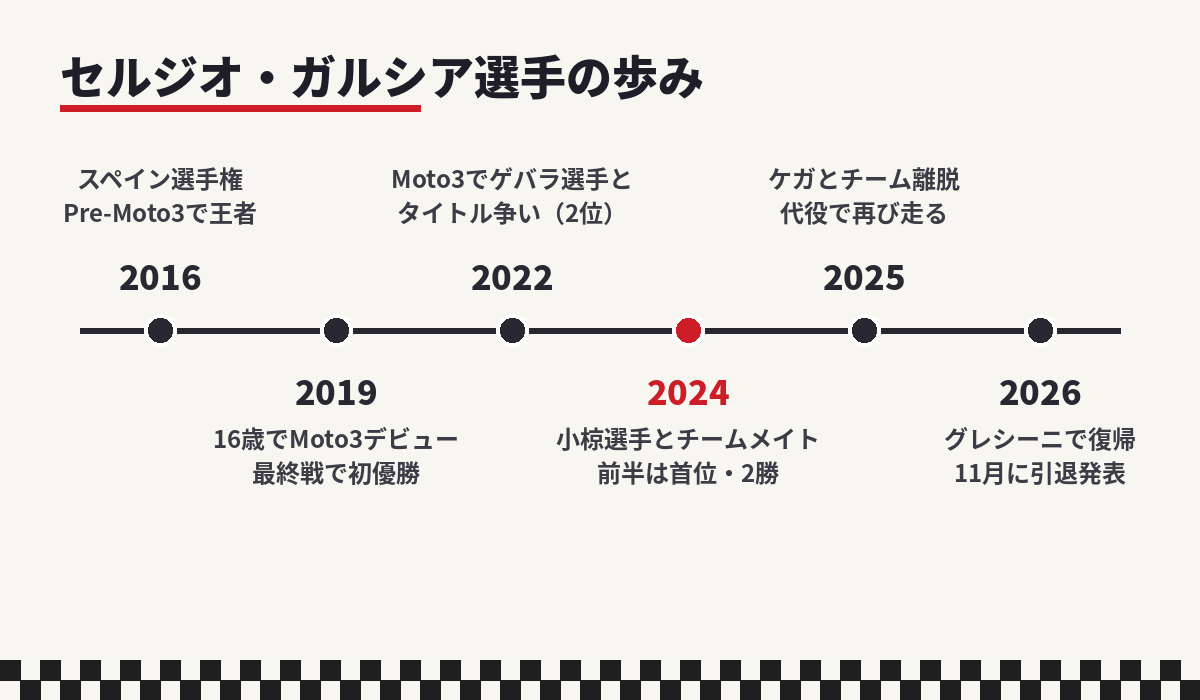 セルジオ・ガルシア選手の歩み
スペイン選手権
Pre-Moto3で王者
2016
2019
16歳でMoto3デビュー
最終戦で初優勝
Moto3でゲバラ選手と
タイトル争い（2位）
2022
2024
小椋選手とチームメイト
前半は首位・2勝
ケガとチーム離脱
代役で再び走る
2025
2026
グレシーニで復帰
11月に引退発表